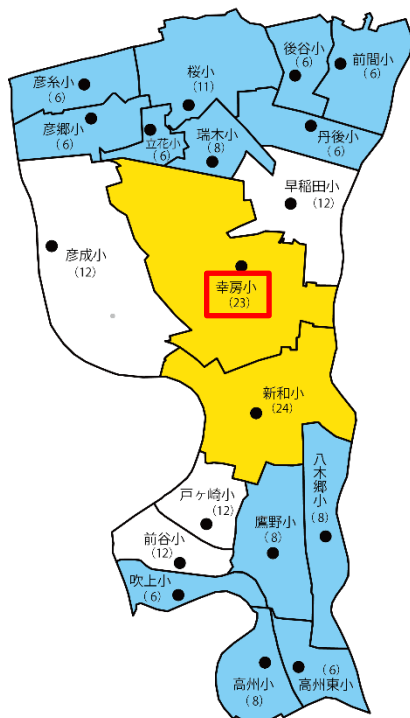 彦糸小
(6)
桜小
(11)
後谷小
(6)
前間小
(6)
彦郷小
(6)
立花小
(6)
瑞木小
(8)
丹後小
(6)
早稲田小
(12)
彦成小
(12)
幸房小
(23)
新和小
(24)
戸ヶ崎小
(12)
前谷小
(12)
鷹野小
(8)
八木郷小
(8)
吹上小
(6)
高州小
(8)
(6)
高州東小